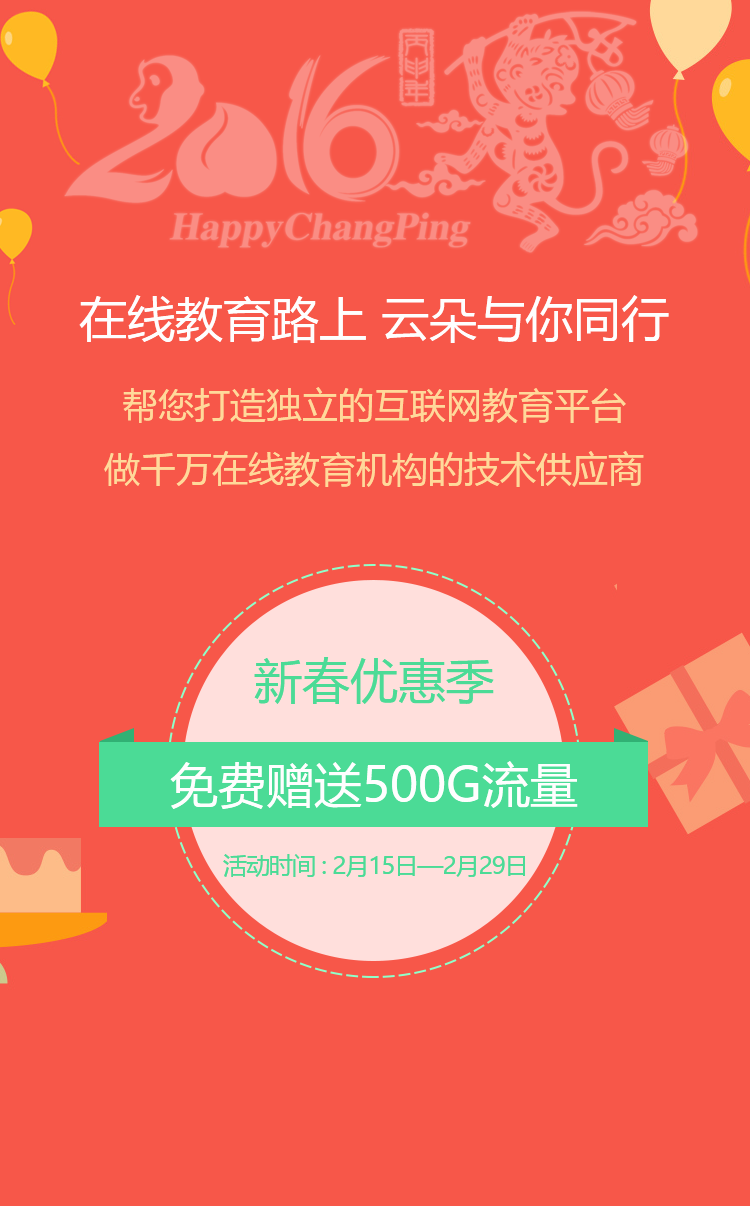 2016
丙申年
HappyChangPing
在线教育路上 云朵与你同行
帮您打造独立的互联网教育平台
做千万在线教育机构的技术供应商
新春优惠季
免费赠送500G流量
活动时间 : 2月15日—2月29日